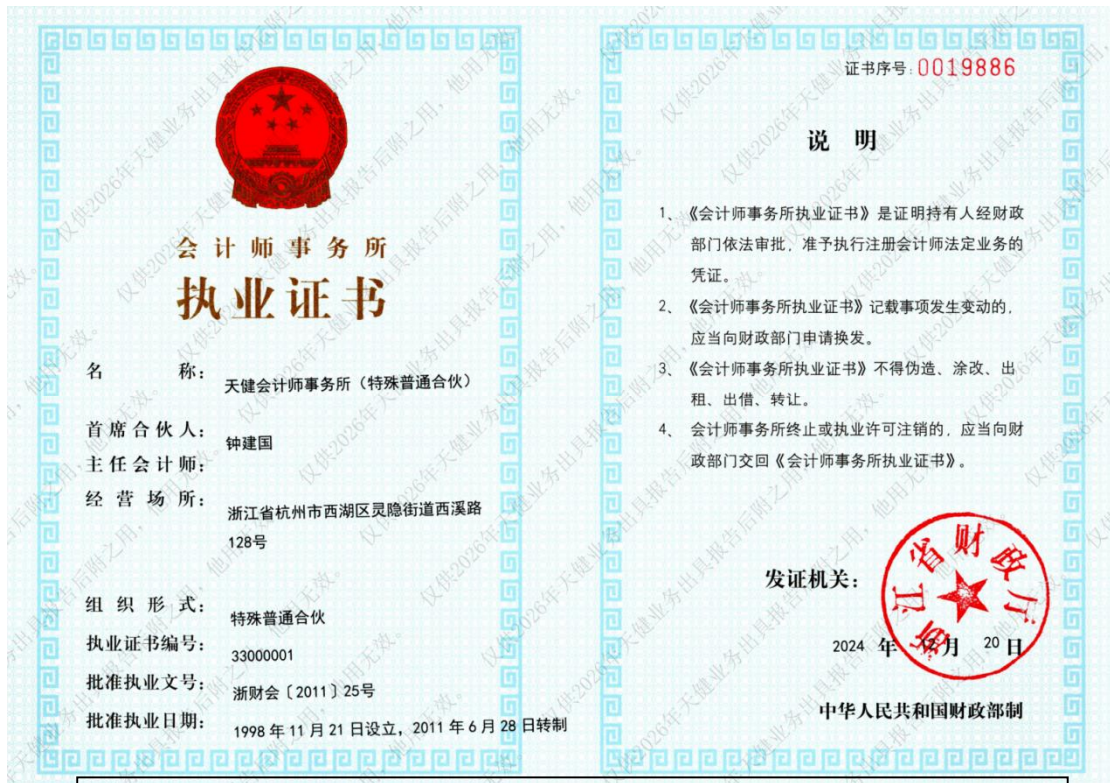 会计师事务所
执业证书
名 称： 天健会计师事务所（特殊普通合伙）
首席合伙人： 钟建国
主任会计师：
经营场所： 浙江省杭州市西湖区灵隐街道西溪路
128号
组织形式： 特殊普通合伙
执业证书编号： 33000001
批准执业文号： 浙财会〔2011〕25号
批准执业日期： 1998年11月21日设立，2011年6月28日转制
证书序号：0019886
说 明
1、《会计师事务所执业证书》是证明持有人经财政
部门依法审批，准予执行注册会计师法定业务的
凭证。
2、《会计师事务所执业证书》记载事项发生变动的，
应当向财政部门申请换发。
3、《会计师事务所执业证书》不得伪造、涂改、出
租、出借、转让。
4、 会计师事务所终止或执业许可注销的，应当向财
政部门交回《会计师事务所执业证书》。
发证机关：
浙江省财政厅
2024 年 12月 20日
中华人民共和国财政部制
仅供2026年天健业务出具报告后附之用，他用无效。